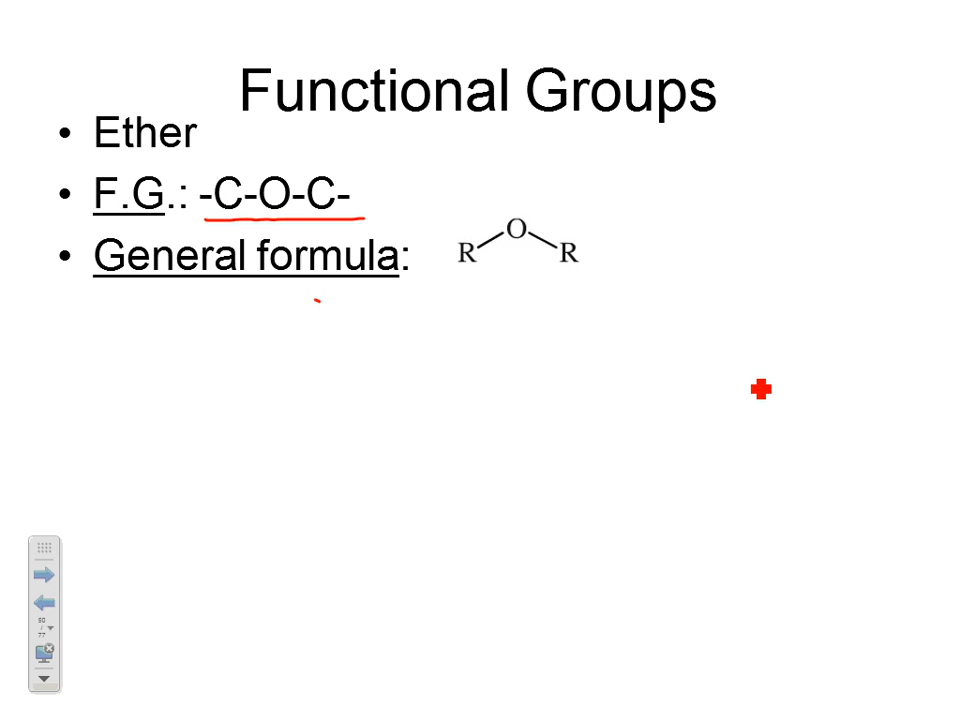 Functional Groups
• Ether
• F.G.: -C-O-C-
• General formula:
R O R